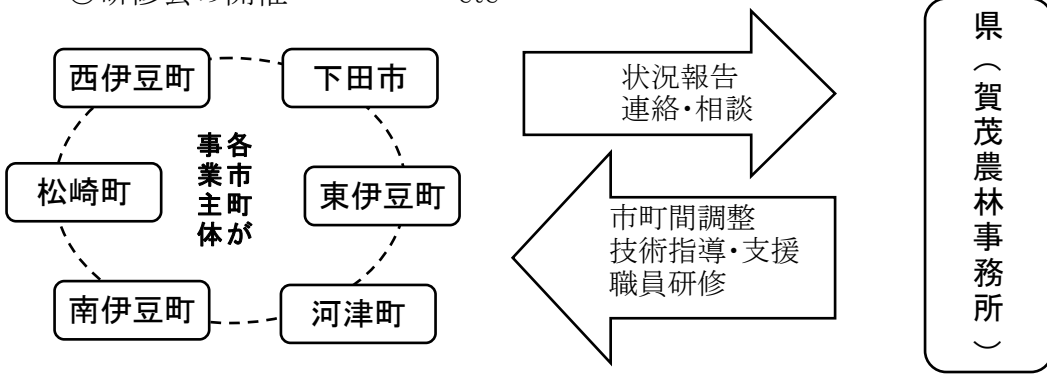 西伊豆町
下田市
松崎町
各市町が
事業主体
東伊豆町
南伊豆町
河津町
状況報告
連絡・相談
市町間調整
技術指導・支援
職員研修
県（賀茂農林事務所）